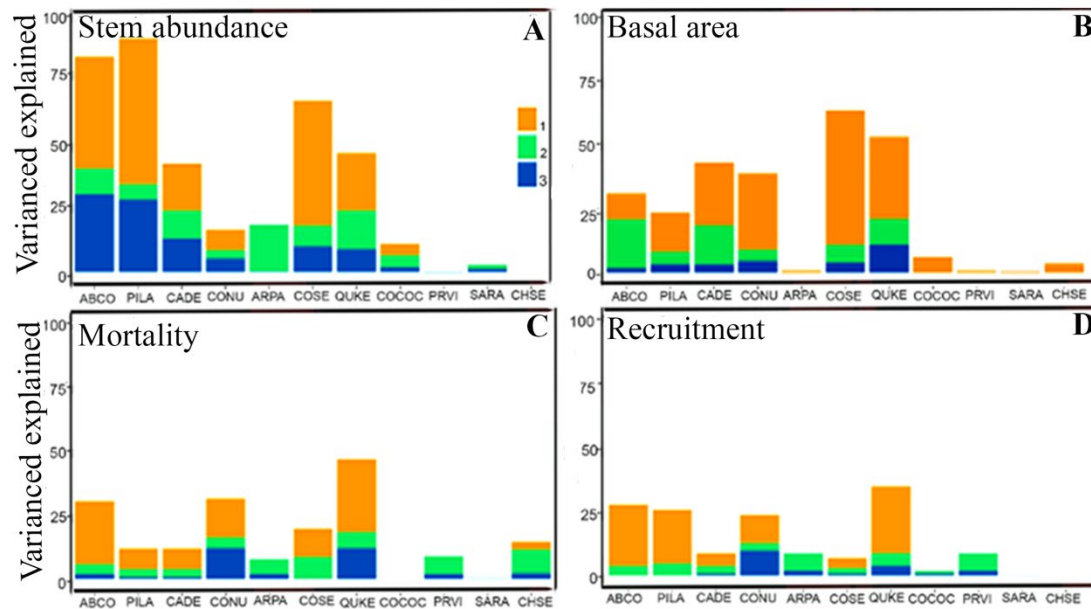 Stem abundance
A
Varianced explained
100
75
50
25
0
1
2
3
ABCO PILA CADE CONU ARPA COSE QUKE COCOC PRVI SARA CHSE
Basal area
B
100
75
50
25
0
ABCO PILA CADE CONU ARPA COSE QUKE COCOC PRVI SARA CHSE
Mortality
C
Varianced explained
100
75
50
25
0
ABCO PILA CADE CONU ARPA COSE QUKE COCOC PRVI SARA CHSE
Recruitment
D
100
75
50
25
0
ABCO PILA CADE CONU ARPA COSE QUKE COCOC PRVI SARA CHSE